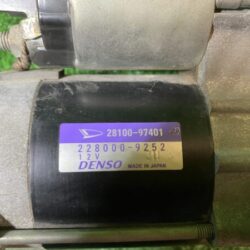 28100-97401
228000-9252
12V
DENSO MADE IN JAPAN